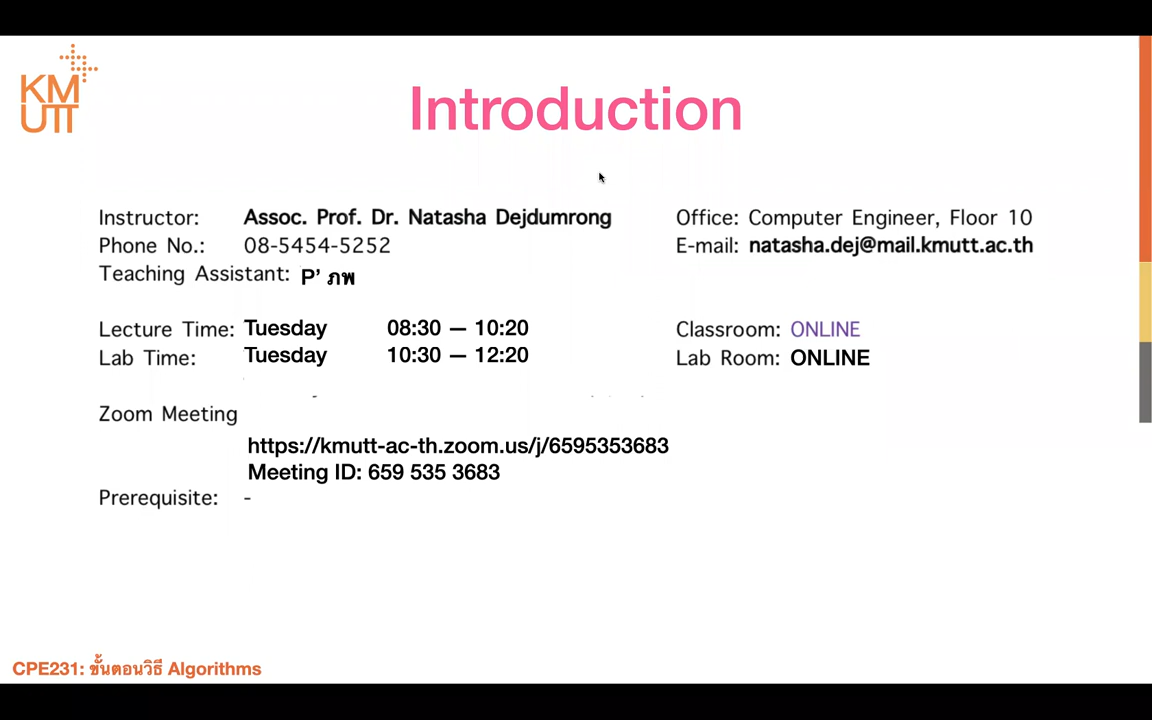 KM
UTT
Introduction
Instructor: Assoc. Prof. Dr. Natasha Dejdumrong Office: Computer Engineer, Floor 10
Phone No.: 08-5454-5252 E-mail: natasha.dej@mail.kmutt.ac.th
Teaching Assistant: P’ ภพ
Lecture Time: Tuesday 08:30 — 10:20 Classroom: ONLINE
Lab Time: Tuesday 10:30 — 12:20 Lab Room: ONLINE
Zoom Meeting
https://kmutt-ac-th.zoom.us/j/6595353683
Meeting ID: 659 535 3683
Prerequisite: -
CPE231: ขั้นตอนวิธี Algorithms